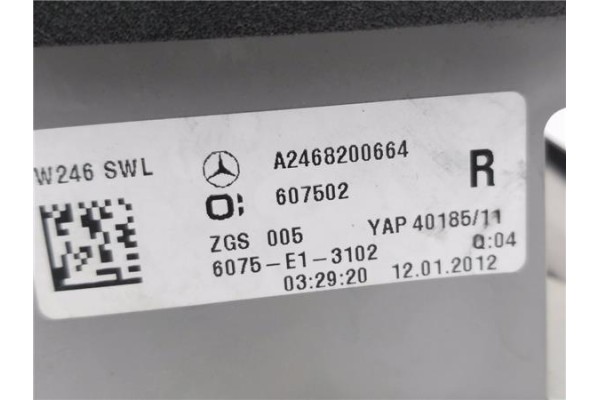 W246 SWL
A2468200664
R
607502
ZGS 005
YAP 40185/11
6075-E1-3102
Q:04
03:29:20 12.01.2012